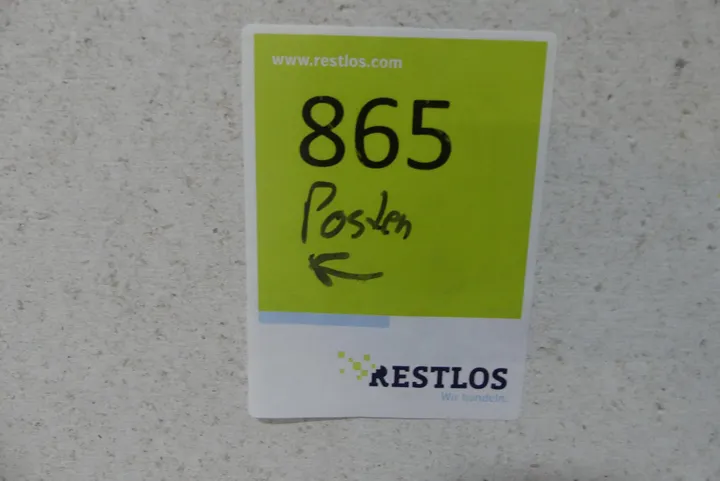 www.restlos.com
865
Posten
RESTLOS
Wir handeln.